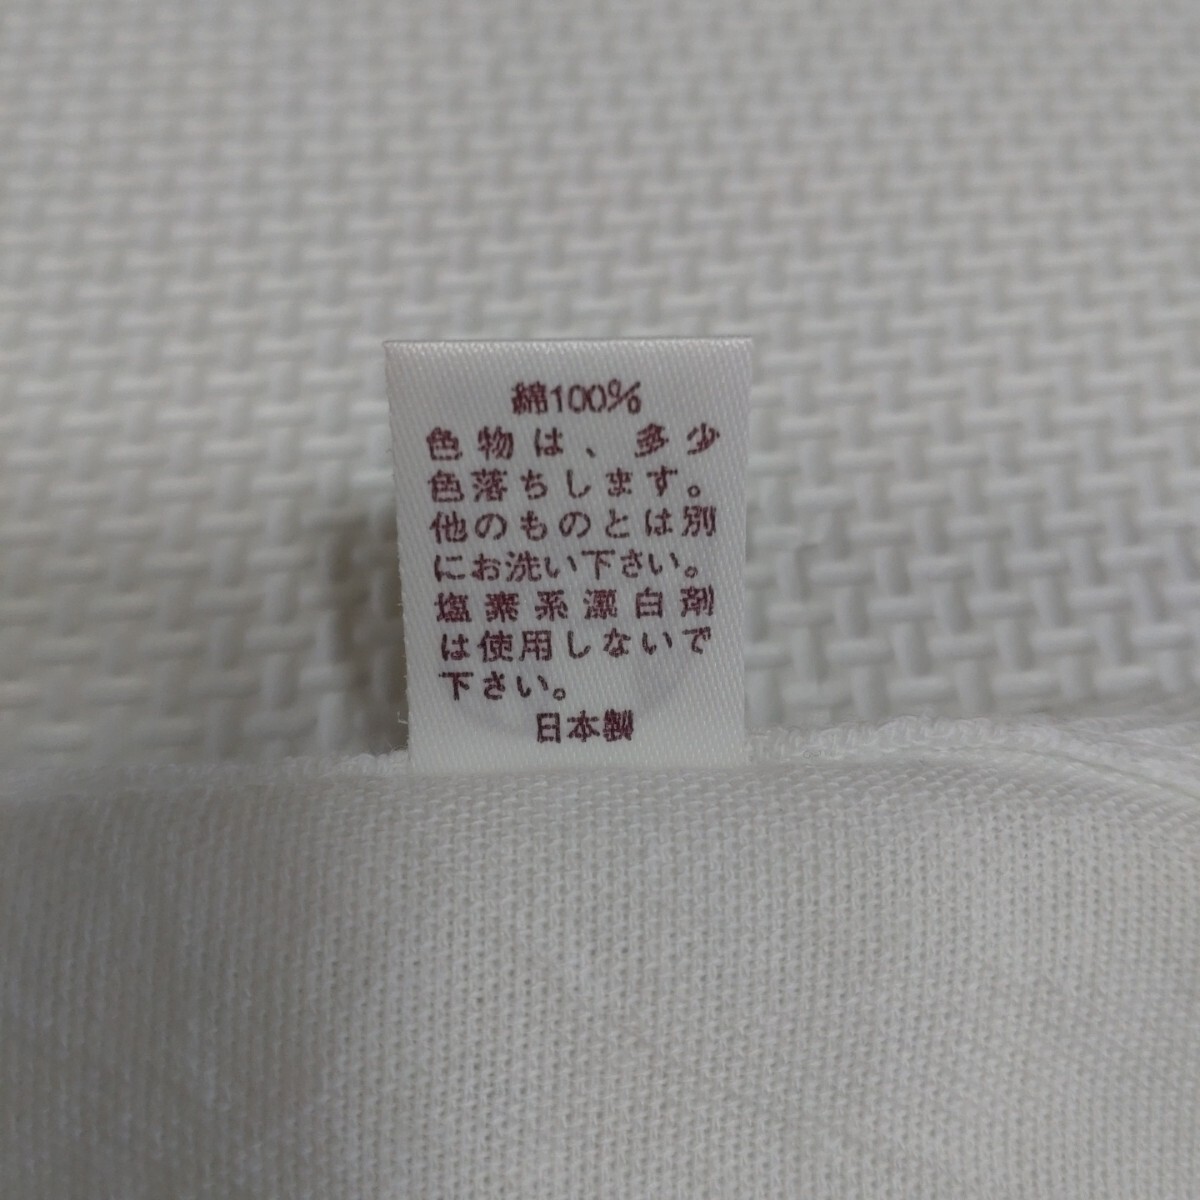 綿100%
色物は、多少
色落ちします。
他のものとは別
にお洗い下さい。
塩素系漂白剤
は使用しないで
下さい。
日本製